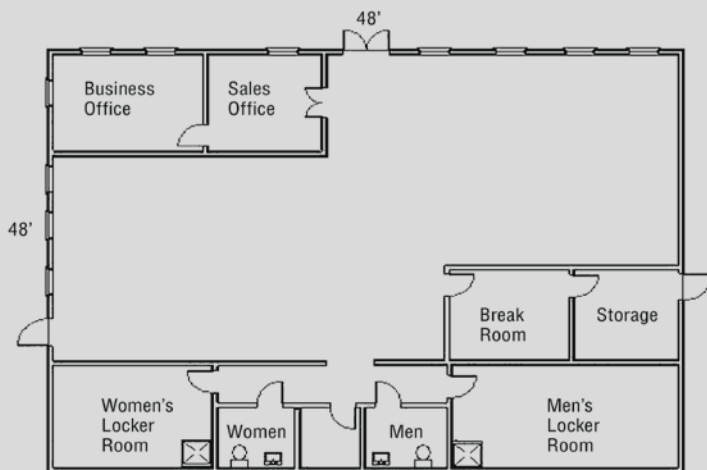 48'
Business
Office
Sales
Office
48'
Break
Room
Storage
Women's
Locker
Room
Women
Men
Men's
Locker
Room